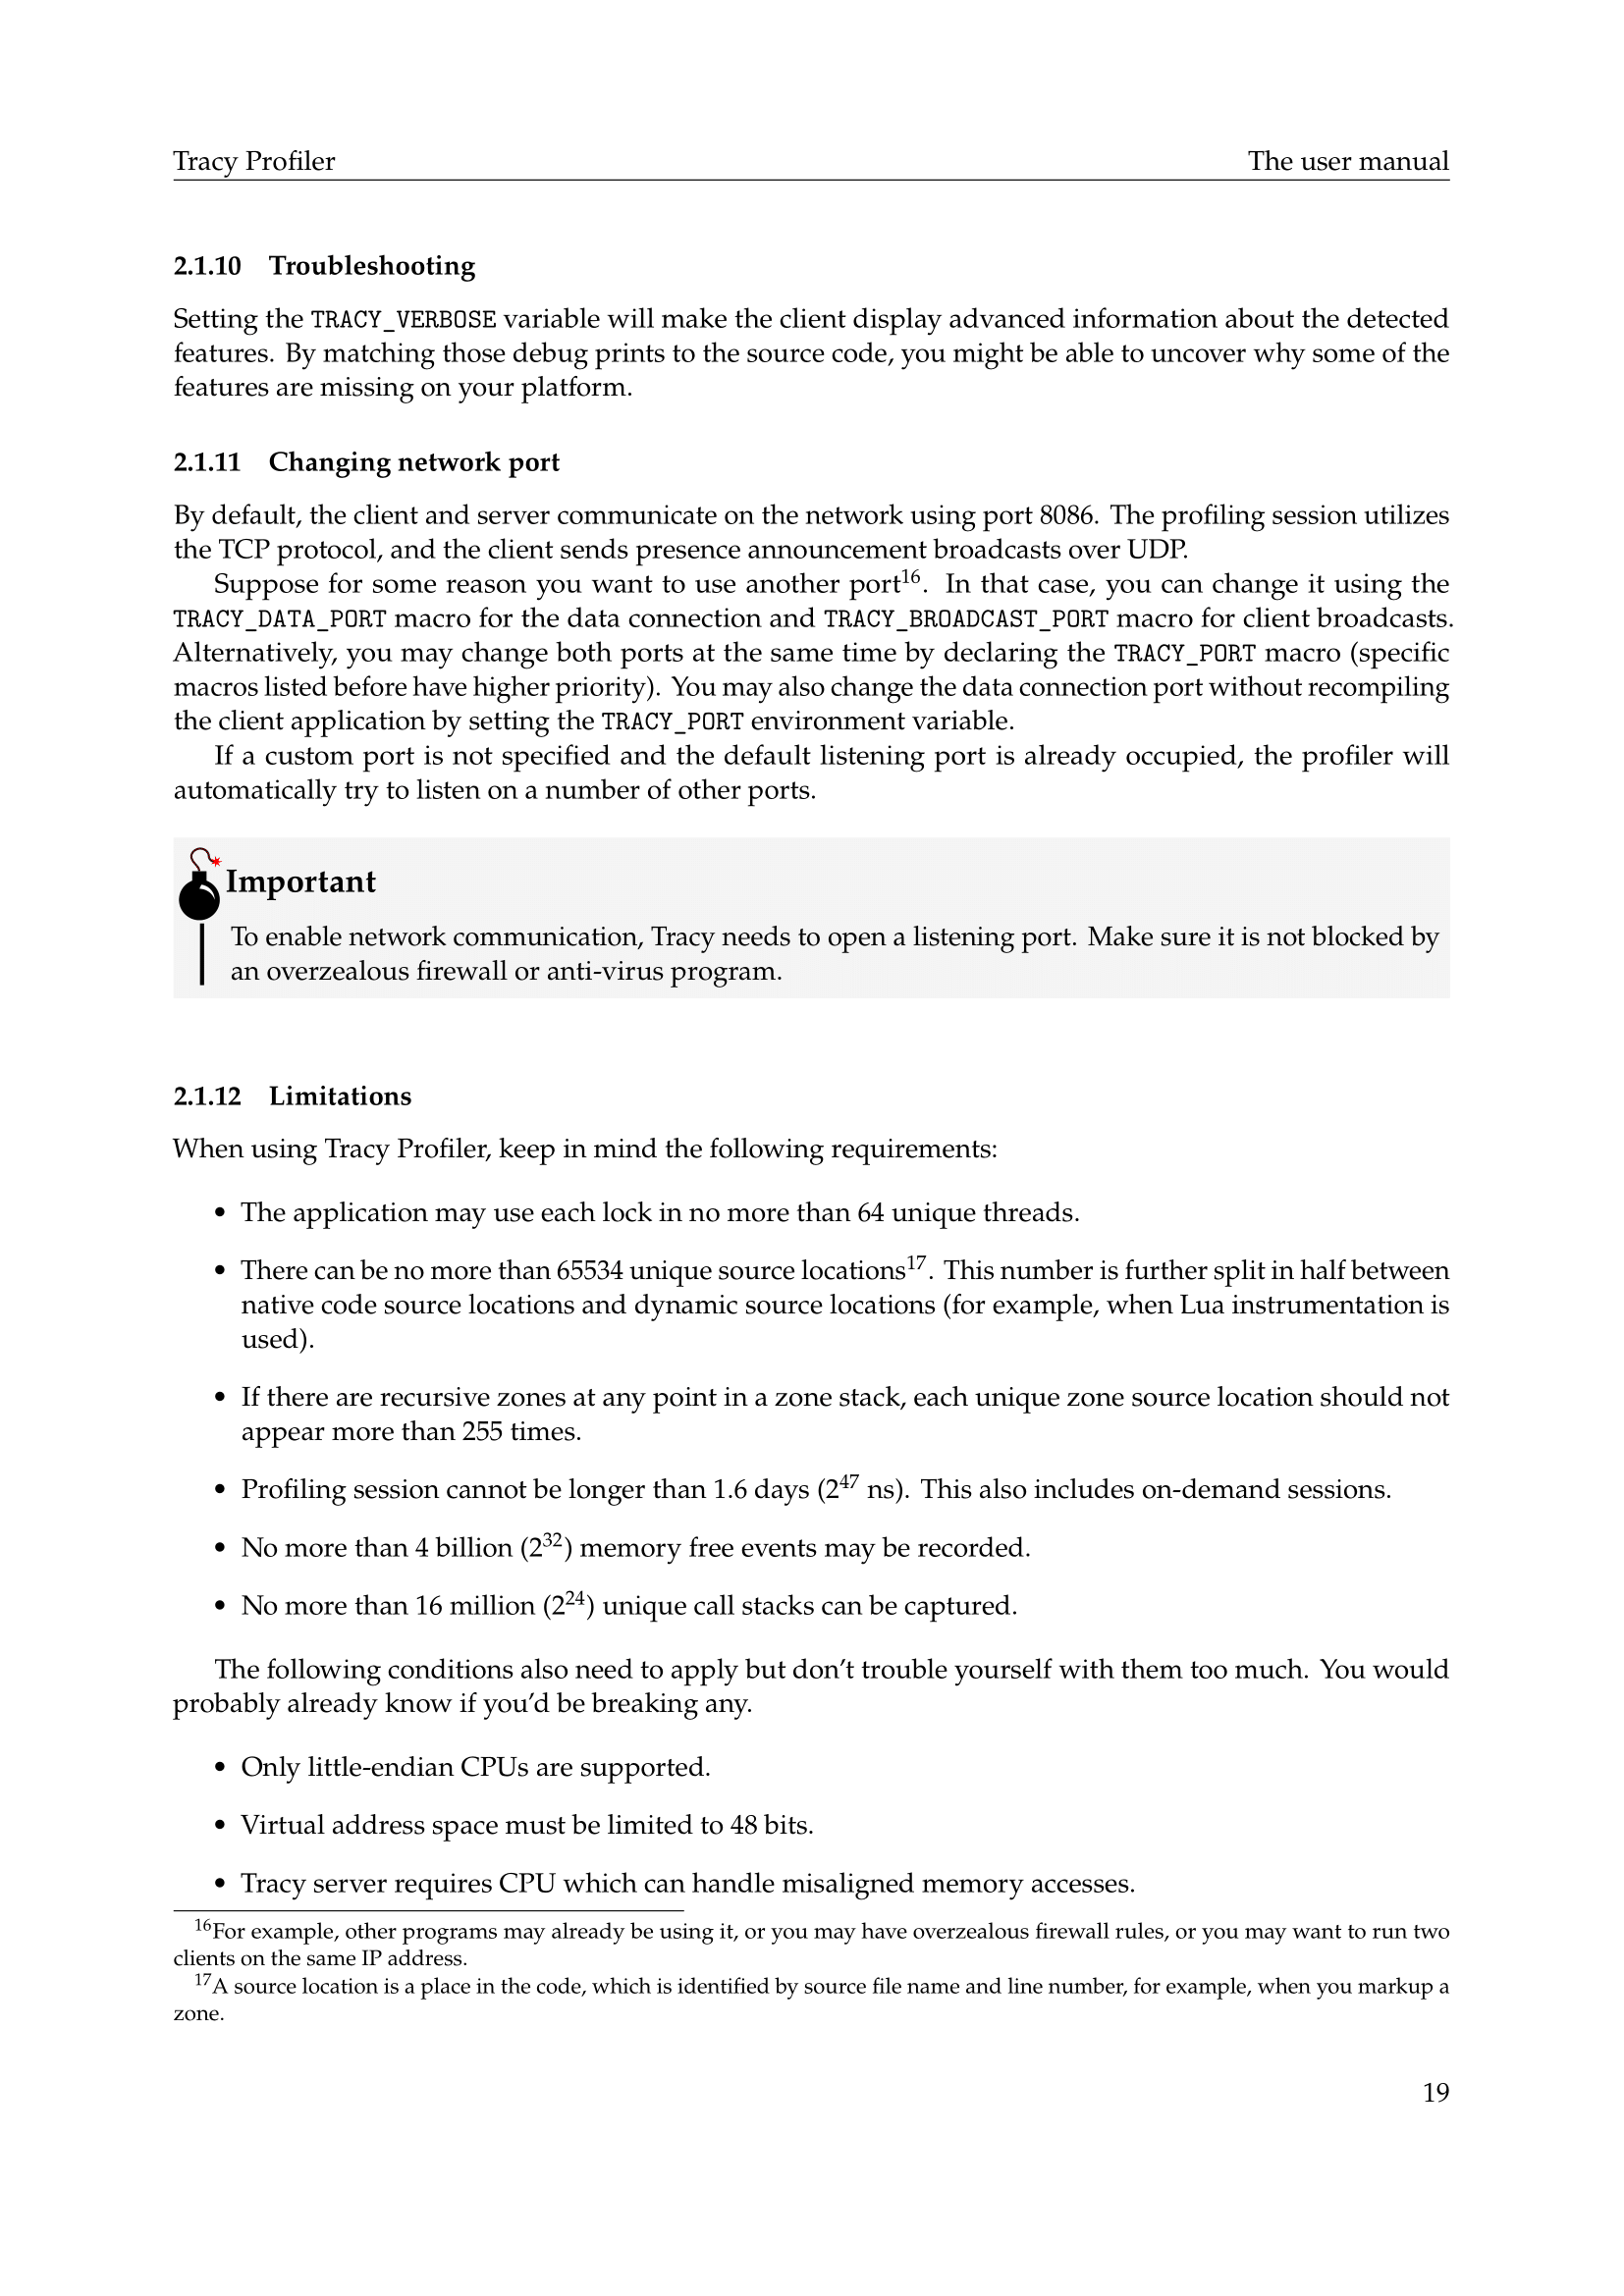 Tracy Profiler The user manual
2.1.10 Troubleshooting
Setting the TRACY_VERBOSE variable will make the client display advanced information about the detected
features. By matching those debug prints to the source code, you might be able to uncover why some of the
features are missing on your platform.
2.1.11 Changing network port
By default, the client and server communicate on the network using port 8086. The profiling session utilizes
the TCP protocol, and the client sends presence announcement broadcasts over UDP.
Suppose for some reason you want to use another port16. In that case, you can change it using the
TRACY_DATA_PORT macro for the data connection and TRACY_BROADCAST_PORT macro for client broadcasts.
Alternatively, you may change both ports at the same time by declaring the TRACY_PORT macro (specific
macros listed before have higher priority). You may also change the data connection port without recompiling
the client application by setting the TRACY_PORT environment variable.
If a custom port is not specified and the default listening port is already occupied, the profiler will
automatically try to listen on a number of other ports.
Important
To enable network communication, Tracy needs to open a listening port. Make sure it is not blocked by
an overzealous firewall or anti-virus program.
2.1.12 Limitations
When using Tracy Profiler, keep in mind the following requirements:
• The application may use each lock in no more than 64 unique threads.
• There can be no more than 65534 unique source locations17. This number is further split in half between
native code source locations and dynamic source locations (for example, when Lua instrumentation is
used).
• If there are recursive zones at any point in a zone stack, each unique zone source location should not
appear more than 255 times.
• Profiling session cannot be longer than 1.6 days (2^47 ns). This also includes on-demand sessions.
• No more than 4 billion (2^32) memory free events may be recorded.
• No more than 16 million (2^24) unique call stacks can be captured.
The following conditions also need to apply but don't trouble yourself with them too much. You would
probably already know if you'd be breaking any.
• Only little-endian CPUs are supported.
• Virtual address space must be limited to 48 bits.
• Tracy server requires CPU which can handle misaligned memory accesses.
16For example, other programs may already be using it, or you may have overzealous firewall rules, or you may want to run two
clients on the same IP address.
17A source location is a place in the code, which is identified by source file name and line number, for example, when you markup a
zone.
19